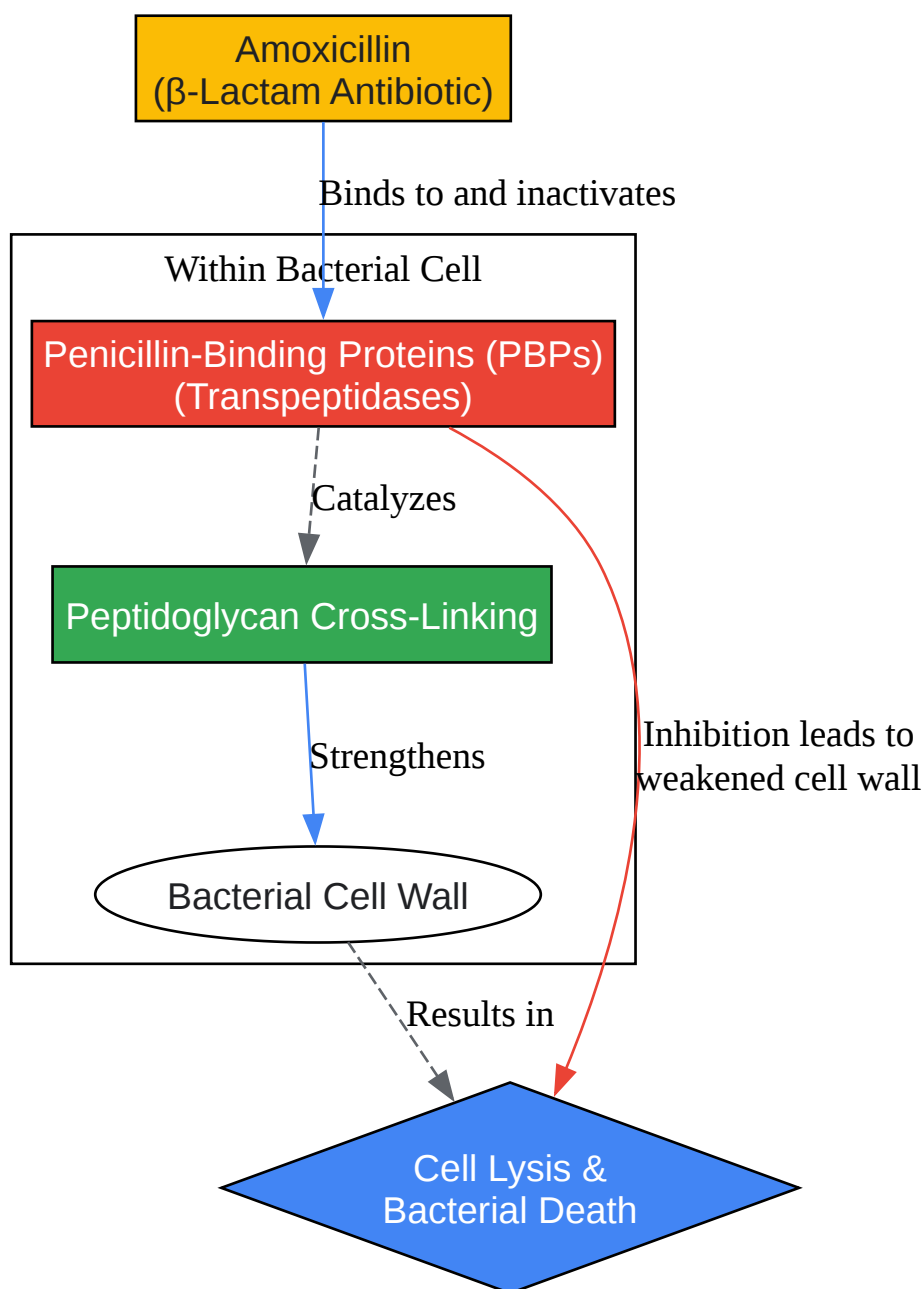 Amoxicillin
(β-Lactam Antibiotic)
Binds to and inactivates
Within Bacterial Cell
Penicillin-Binding Proteins (PBPs)
(Transpeptidases)
Catalyzes
Peptidoglycan Cross-Linking
Strengthens
Inhibition leads to
weakened cell wall
Bacterial Cell Wall
Results in
Cell Lysis &
Bacterial Death